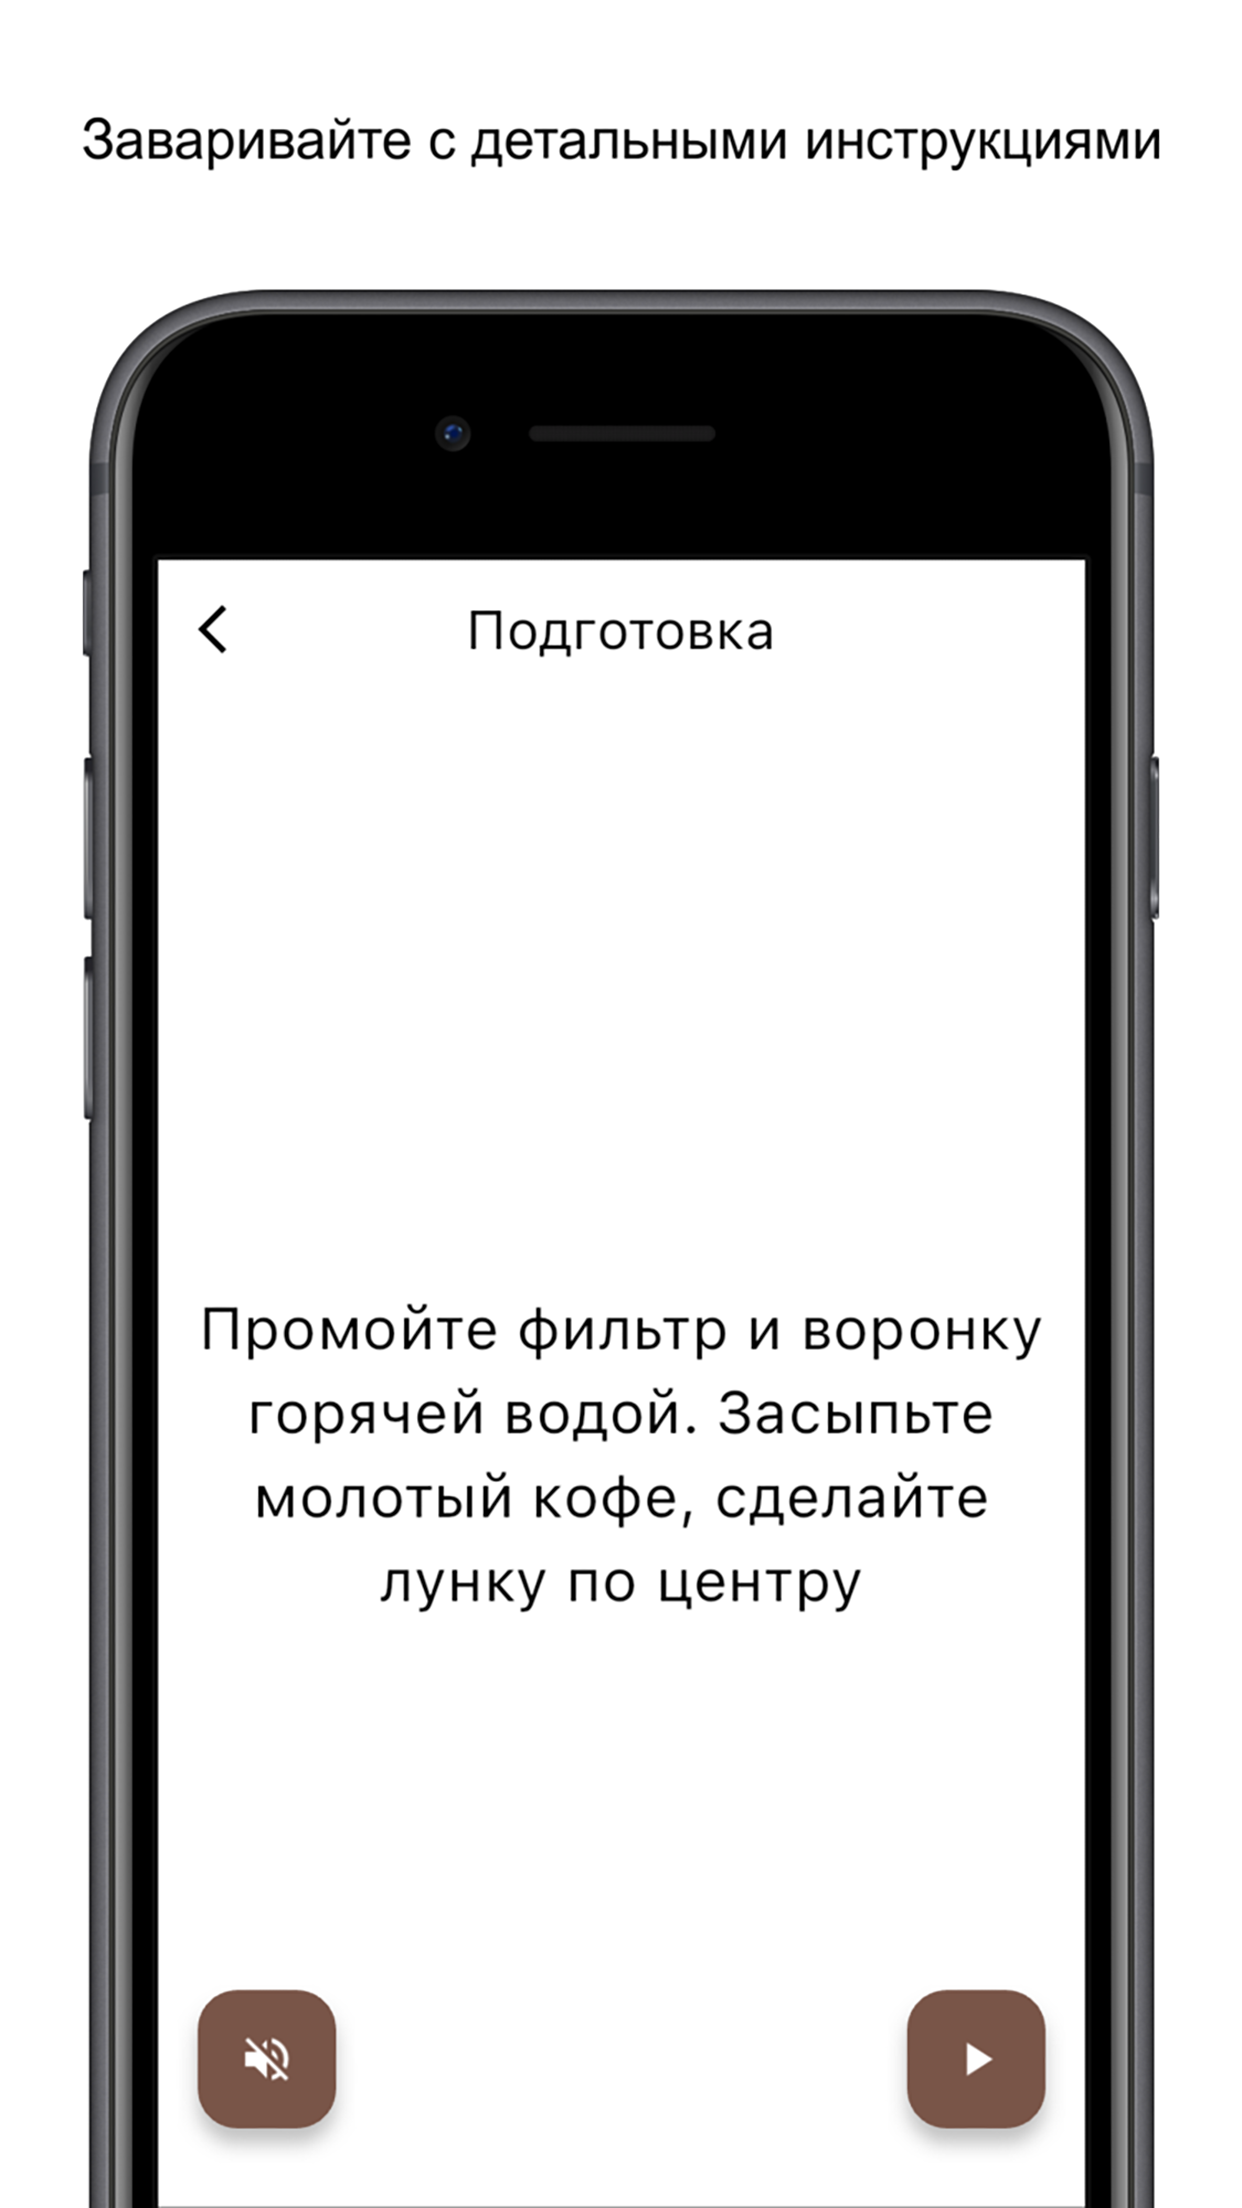 Заваривайте с детальными инструкциями
Подготовка
Промойте фильтр и воронку
горячей водой. Засыпьте
молотый кофе, сделайте
лунку по центру